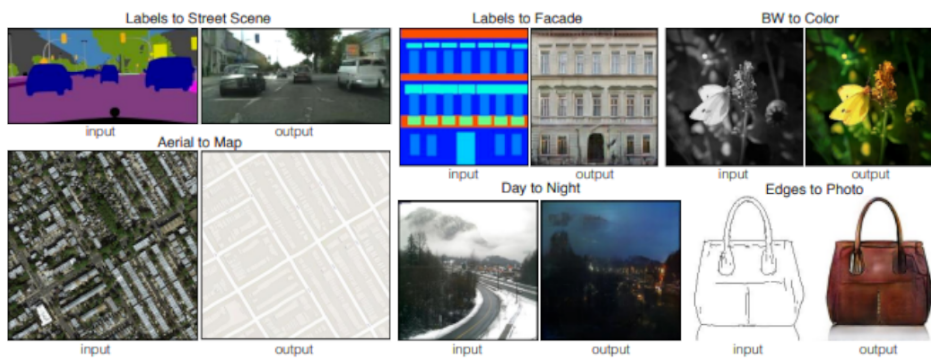 Labels to Street Scene
input
output
Labels to Facade
input
output
BW to Color
input
output
Aerial to Map
input
output
Day to Night
input
output
Edges to Photo
input
output